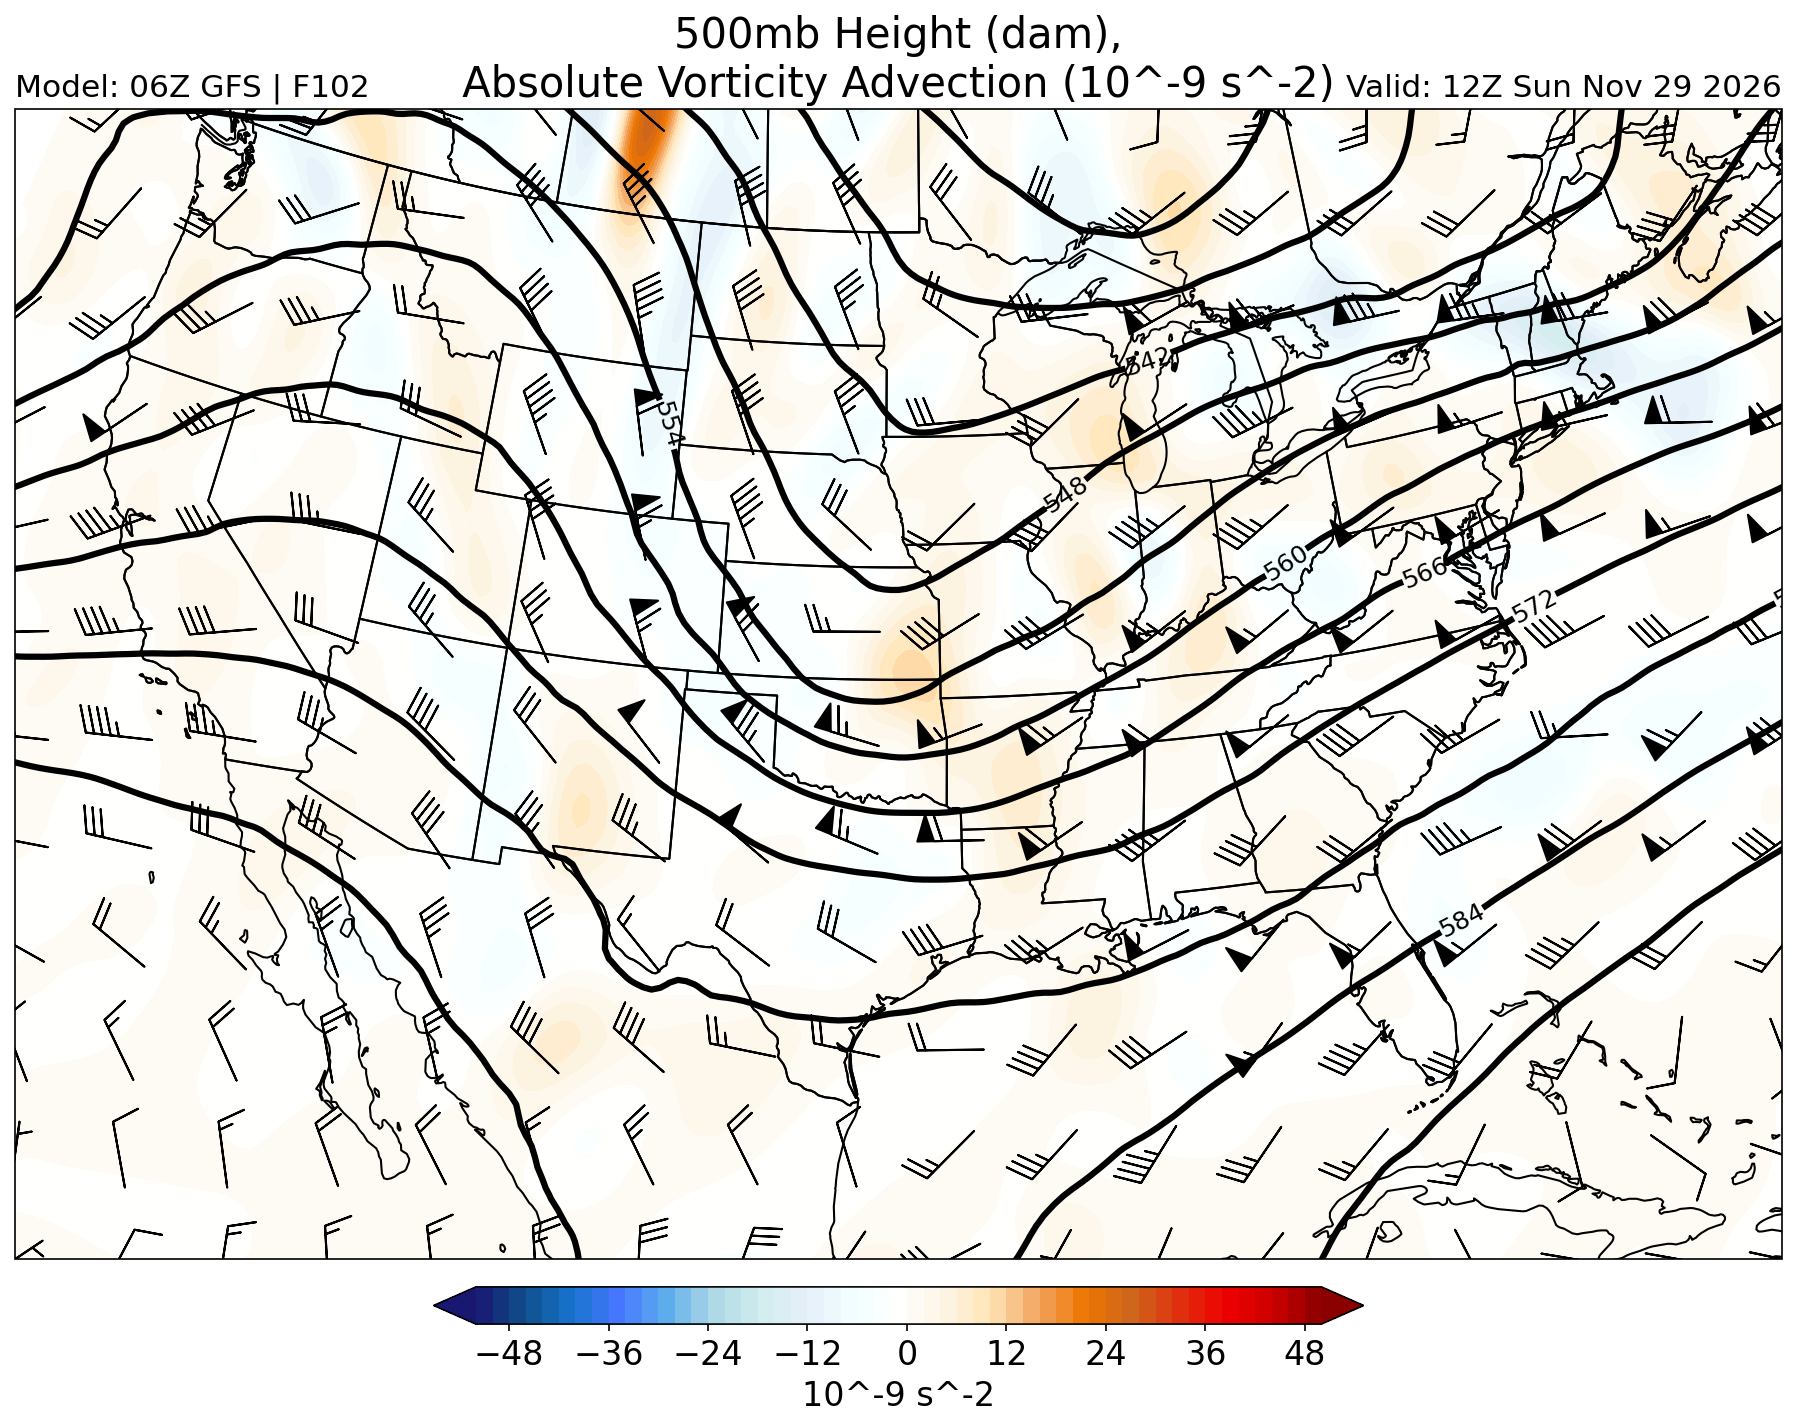 500mb Height (dam),
Model: 06Z GFS | F102
Absolute Vorticity Advection (10^-9 s^-2)
Valid: 12Z Sun Nov 29 2026
542
554
548
560
566
572
584
−48 −36 −24 −12 0 12 24 36 48
10^-9 s^-2